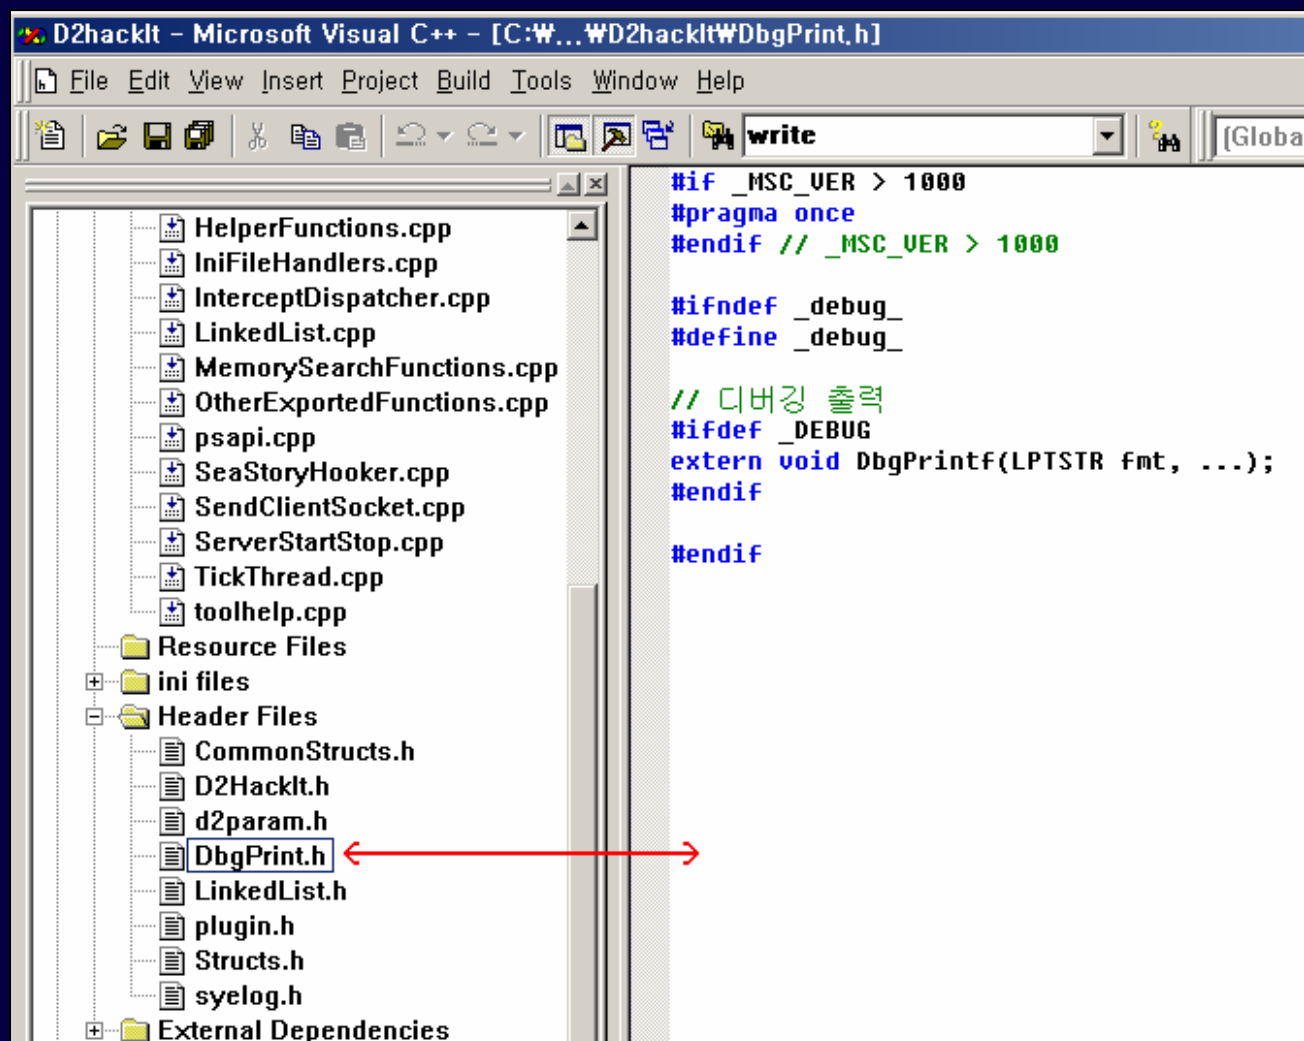 D2hackIt - Microsoft Visual C++ - [C:₩...₩D2hackIt₩DbgPrint.h]
File Edit View Insert Project Build Tools Window Help
write
(Globa
HelperFunctions.cpp
IniFileHandlers.cpp
InterceptDispatcher.cpp
LinkedList.cpp
MemorySearchFunctions.cpp
OtherExportedFunctions.cpp
psapi.cpp
SeaStoryHooker.cpp
SendClientSocket.cpp
ServerStartStop.cpp
TickThread.cpp
toolhelp.cpp
Resource Files
ini files
Header Files
CommonStructs.h
D2HackIt.h
d2param.h
DbgPrint.h
LinkedList.h
plugin.h
Structs.h
syelog.h
External Dependencies
#if _MSC_VER > 1000
#pragma once
#endif // _MSC_VER > 1000
#ifndef _debug_
#define _debug_
// 디버깅 출력
#ifdef _DEBUG
extern void DbgPrintf(LPTSTR fmt, ...);
#endif
#endif